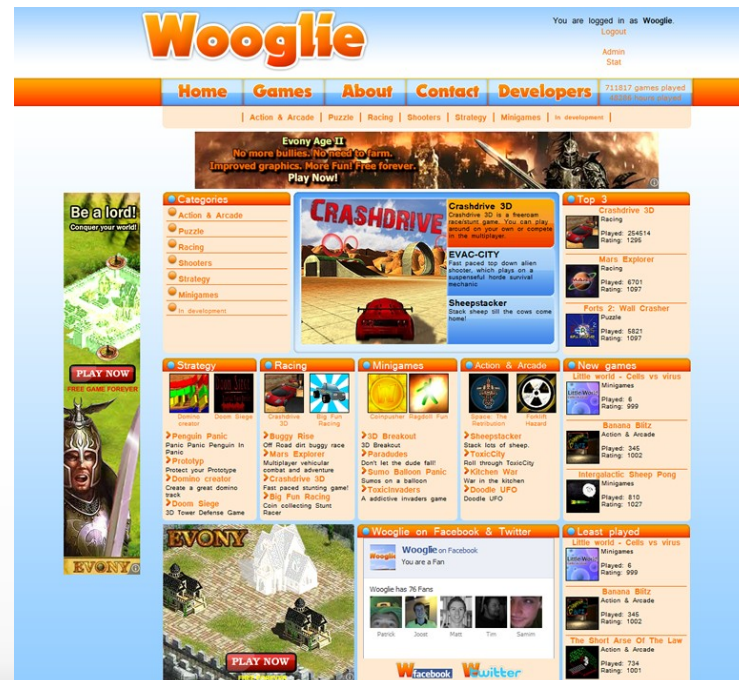 Wooglie
You are logged in as Wooglie.
Logout
Admin
Stat
Home Games About Contact Developers
711817 games played
hours played
| Action & Arcade | Puzzle | Racing | Shooters | Strategy | Minigames | In development |
Evony Age II
No more bullies. No need to farm.
Improved graphics. More Fun! Free forever.
Play Now!
Be a lord!
Conquer your world!
PLAY NOW
FREE GAME FOREVER
EVONY
Categories
Action & Arcade
Puzzle
Racing
Shooters
Strategy
Minigames
In development
CRASHDRIVE
Crashdrive 3D
Crashdrive 3D is a freeroam
race/stunt game. You can play
around on your own or compete
in the multiplayer.
EVAC-CITY
Fast paced top down alien
shooter, which plays on a
suspenseful horde survival
mechanic
Sheepstacker
Stack sheep till the cows come
home!
Top 3
Crashdrive 3D
Racing
Played: 254514
Rating: 1295
Mars Explorer
Racing
Played: 6701
Rating: 1097
Forts 2: Wall Crasher
Puzzle
Played: 5821
Rating: 1097
Strategy
Domino
creator
Doom Siege
Penguin Panic
Panic Panic Penguin In
Panic
Prototyp
Protect your Prototype
Domino creator
Create a great domino
track
Doom Siege
3D Tower Defense Game
Racing
Crashdrive
3D
Big Fun
Racing
Buggy Rise
Off Road dirt buggy race
Mars Explorer
Multiplayer vehicular
combat and adventure
Crashdrive 3D
Fast paced stunting game!
Big Fun Racing
Coin collecting Stunt
Racer
Minigames
Coinpusher
Ragdoll Fun
3D Breakout
3D Breakout
Paradudes
Don't let the dude fall!
Sumo Balloon Panic
Sumo Balloon Panic
ToxicInvaders
A addictive invaders game
Action & Arcade
Space: The
Retribution
Forklift
Hazard
Sheepstacker
Stack lots of sheep.
ToxicCity
Roll through ToxicCity
Kitchen War
War in the kitchen
Doodle UFO
Doodle UFO
New games
Little world - Cells vs virus
Minigames
Played: 6
Rating: 999
Banana Blitz
Action & Arcade
Played: 345
Rating: 1002
Intergalactic Sheep Pong
Minigames
Played: 810
Rating: 1027
EVONY
PLAY NOW
Wooglie on Facebook & Twitter
Wooglie on Facebook
You are a Fan
Wooglie has 76 Fans
Patrick Joost Matt Tim Samim
facebook
Wwitter
Least played
Little world - Cells vs virus
Minigames
Played: 6
Rating: 999
Banana Blitz
Action & Arcade
Played: 345
Rating: 1002
The Short Arse Of The Law
Action & Arcade
Played: 734
Rating: 1001